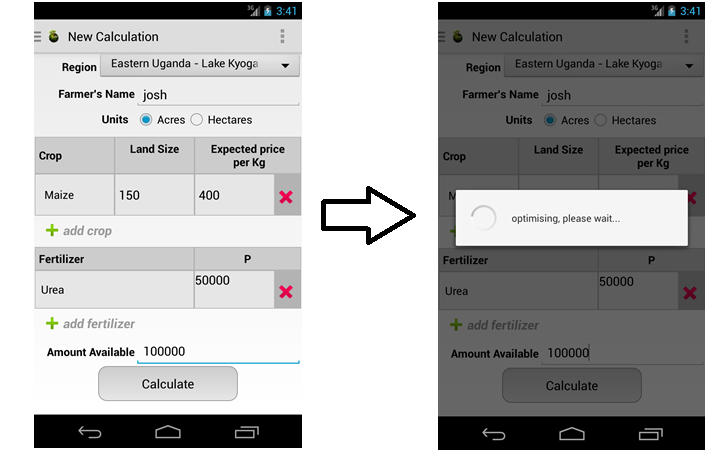 3G 3:41
New Calculation
Region Eastern Uganda - Lake Kyoga
Farmer's Name josh
Units Acres Hectares
Crop Land Size Expected price
per Kg
Maize 150 400
add crop
Fertilizer P
Urea 50000
add fertilizer
Amount Available 100000
Calculate
3G 3:41
New Calculation
Region Eastern Uganda - Lake Kyoga
Farmer's Name josh
Units Acres Hectares
Crop Land Size Expected price
per Kg
optimising, please wait...
Fertilizer P
Urea 50000
add fertilizer
Amount Available 100000
Calculate